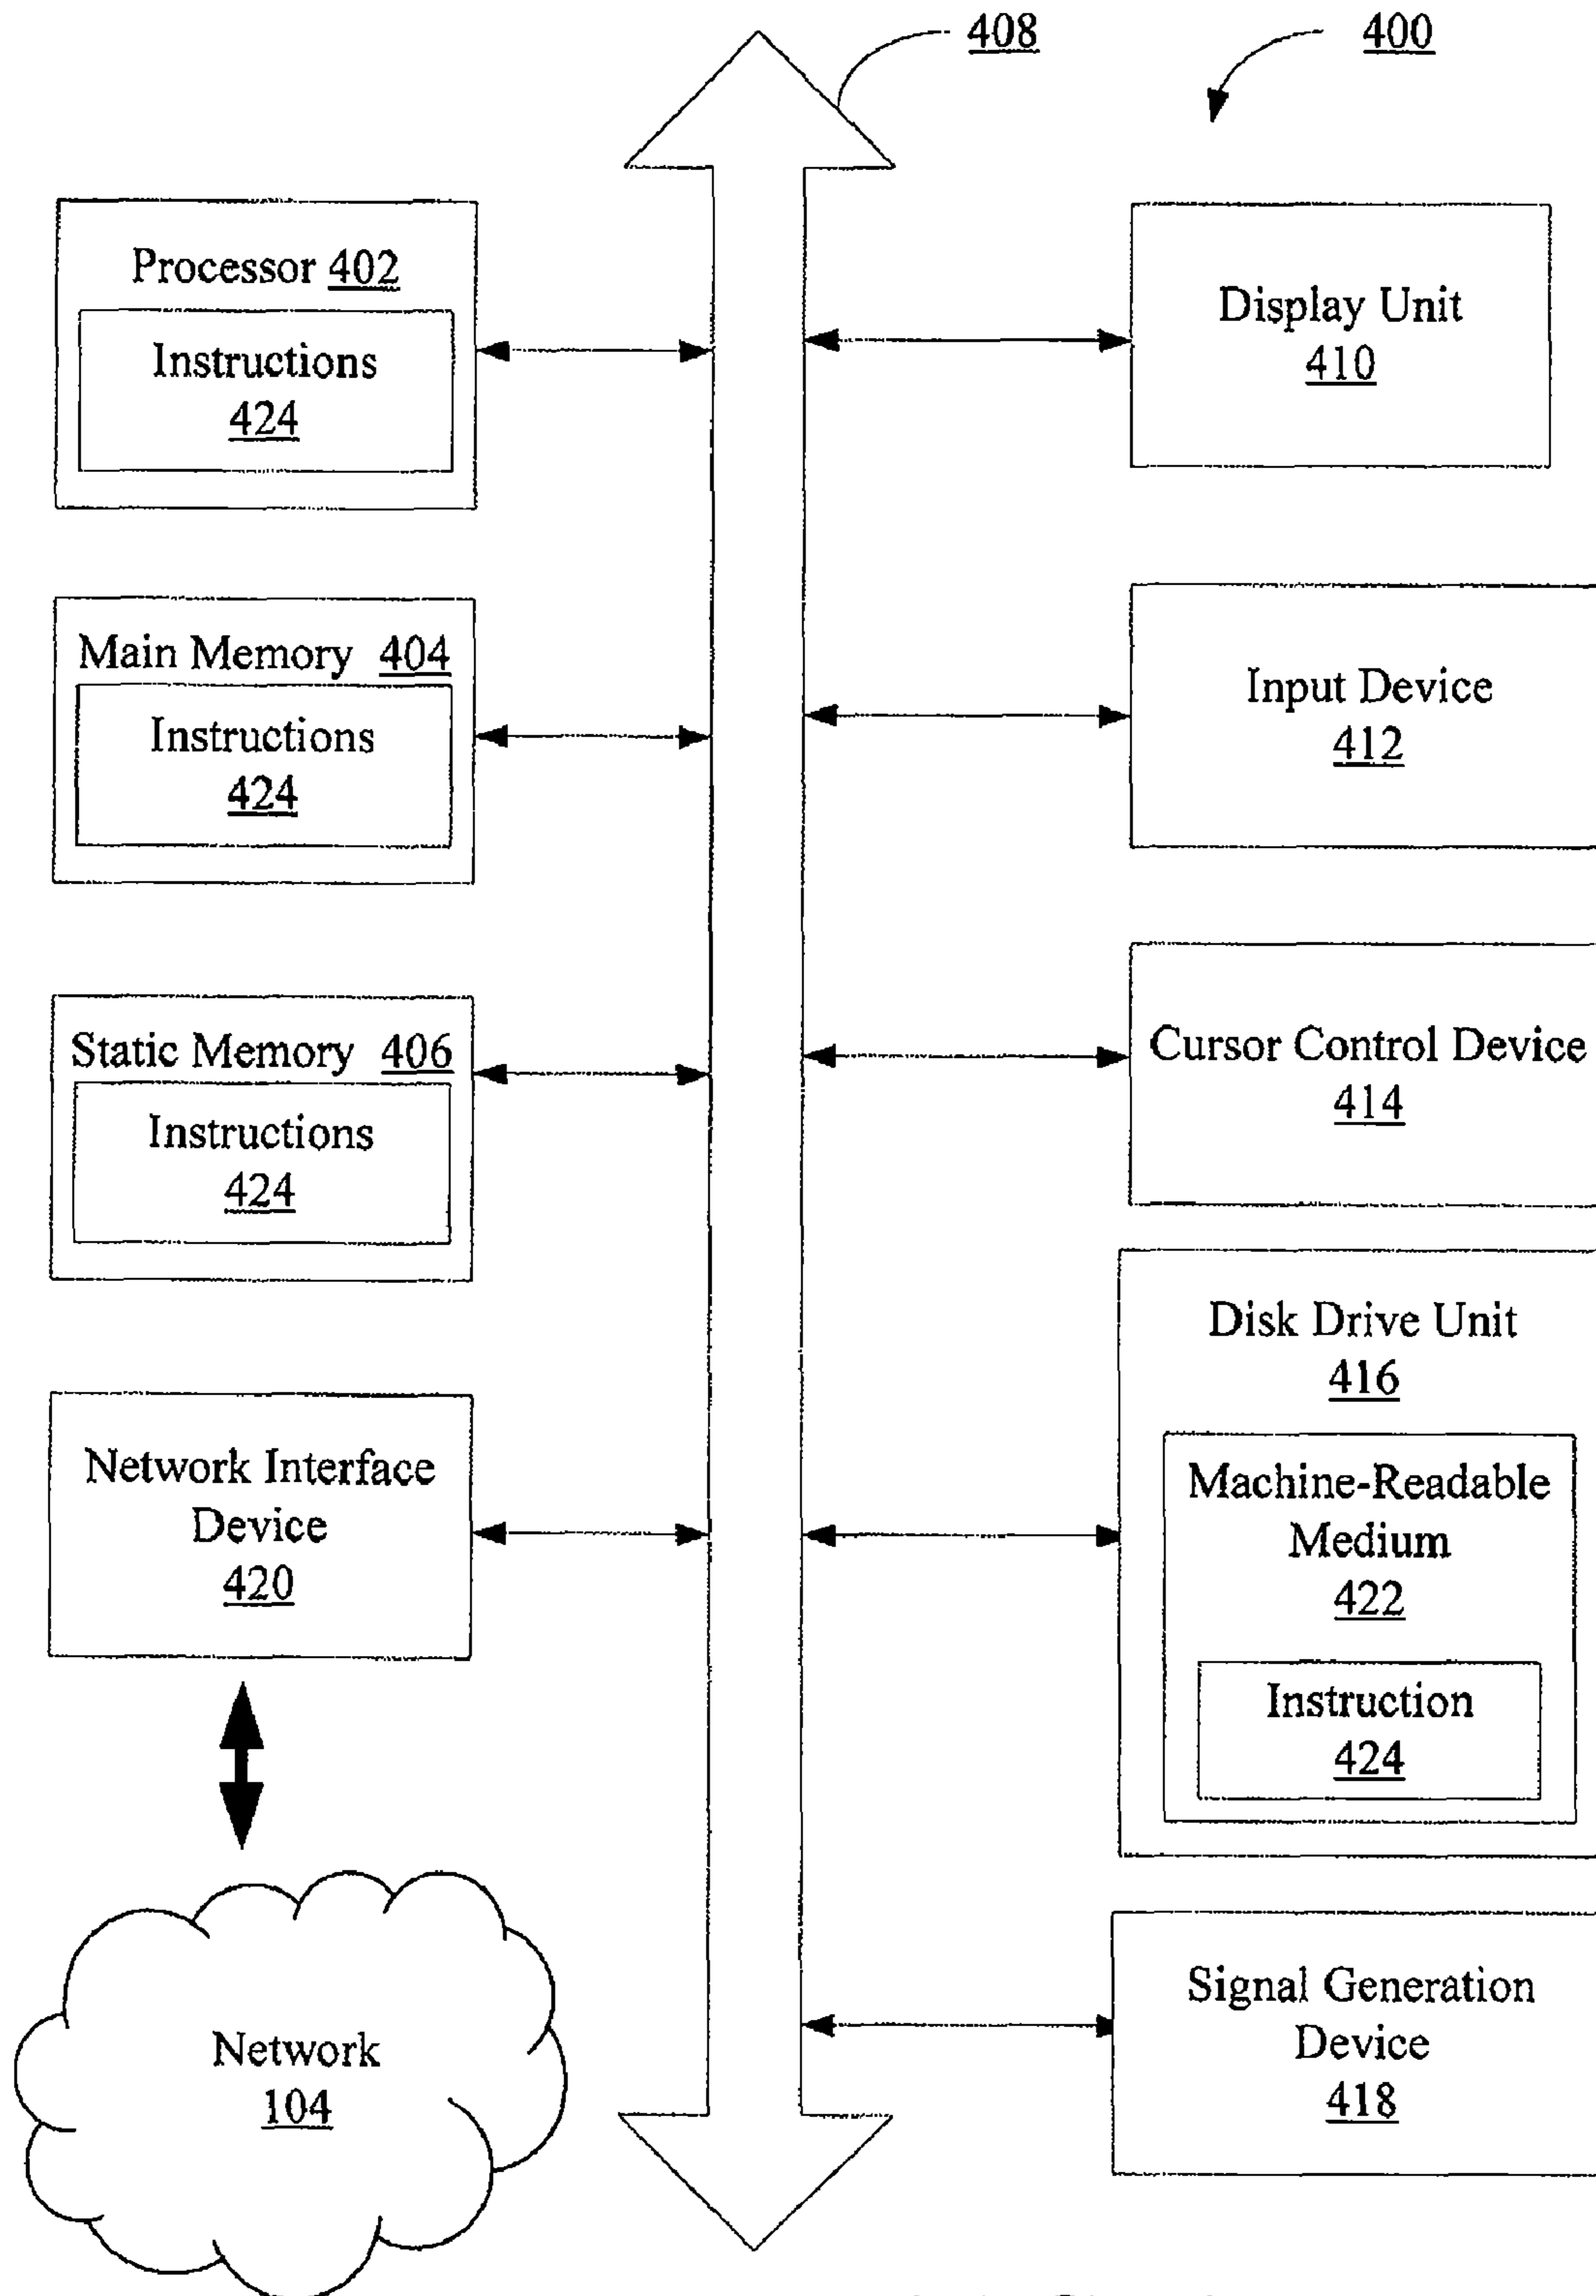 408
400
Processor 402
Instructions
424
Main Memory 404
Instructions
424
Static Memory 406
Instructions
424
Network Interface
Device
420
Network
104
Display Unit
410
Input Device
412
Cursor Control Device
414
Disk Drive Unit
416
Machine-Readable
Medium
422
Instruction
424
Signal Generation
Device
418